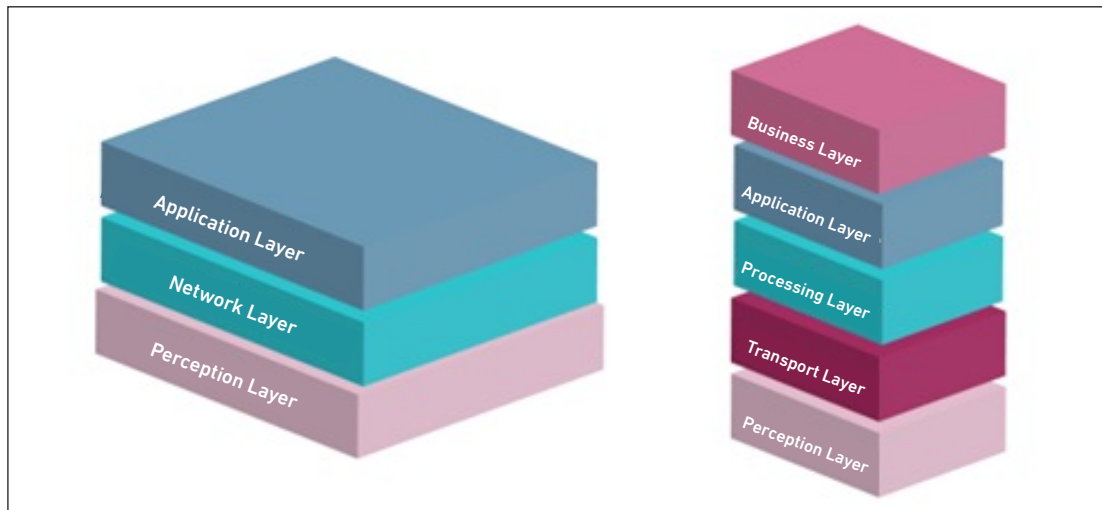 Application Layer
Network Layer
Perception Layer
Business Layer
Application Layer
Processing Layer
Transport Layer
Perception Layer